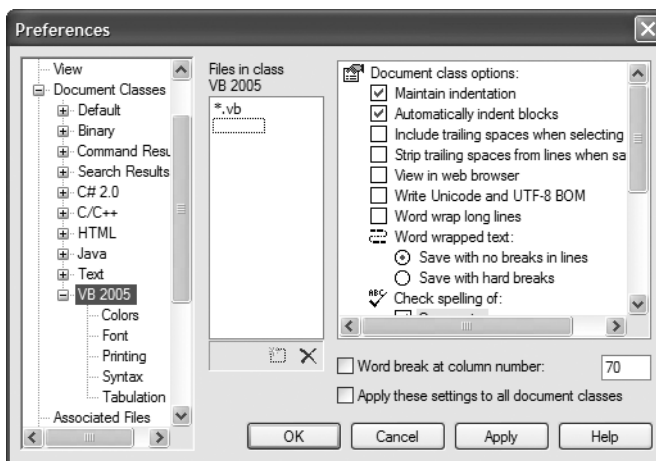 Preferences
View
Document Classes
Default
Binary
Command Resu
Search Results
C# 2.0
C/C++
HTML
Java
Text
VB 2005
Colors
Font
Printing
Syntax
Tabulation
Associated Files
Files in class
VB 2005
*.vb
Document class options:
Maintain indentation
Automatically indent blocks
Include trailing spaces when selecting
Strip trailing spaces from lines when sa
View in web browser
Write Unicode and UTF-8 BOM
Word wrap long lines
Word wrapped text:
Save with no breaks in lines
Save with hard breaks
ABC
Check spelling of:
Word break at column number:
70
Apply these settings to all document classes
OK
Cancel
Apply
Help